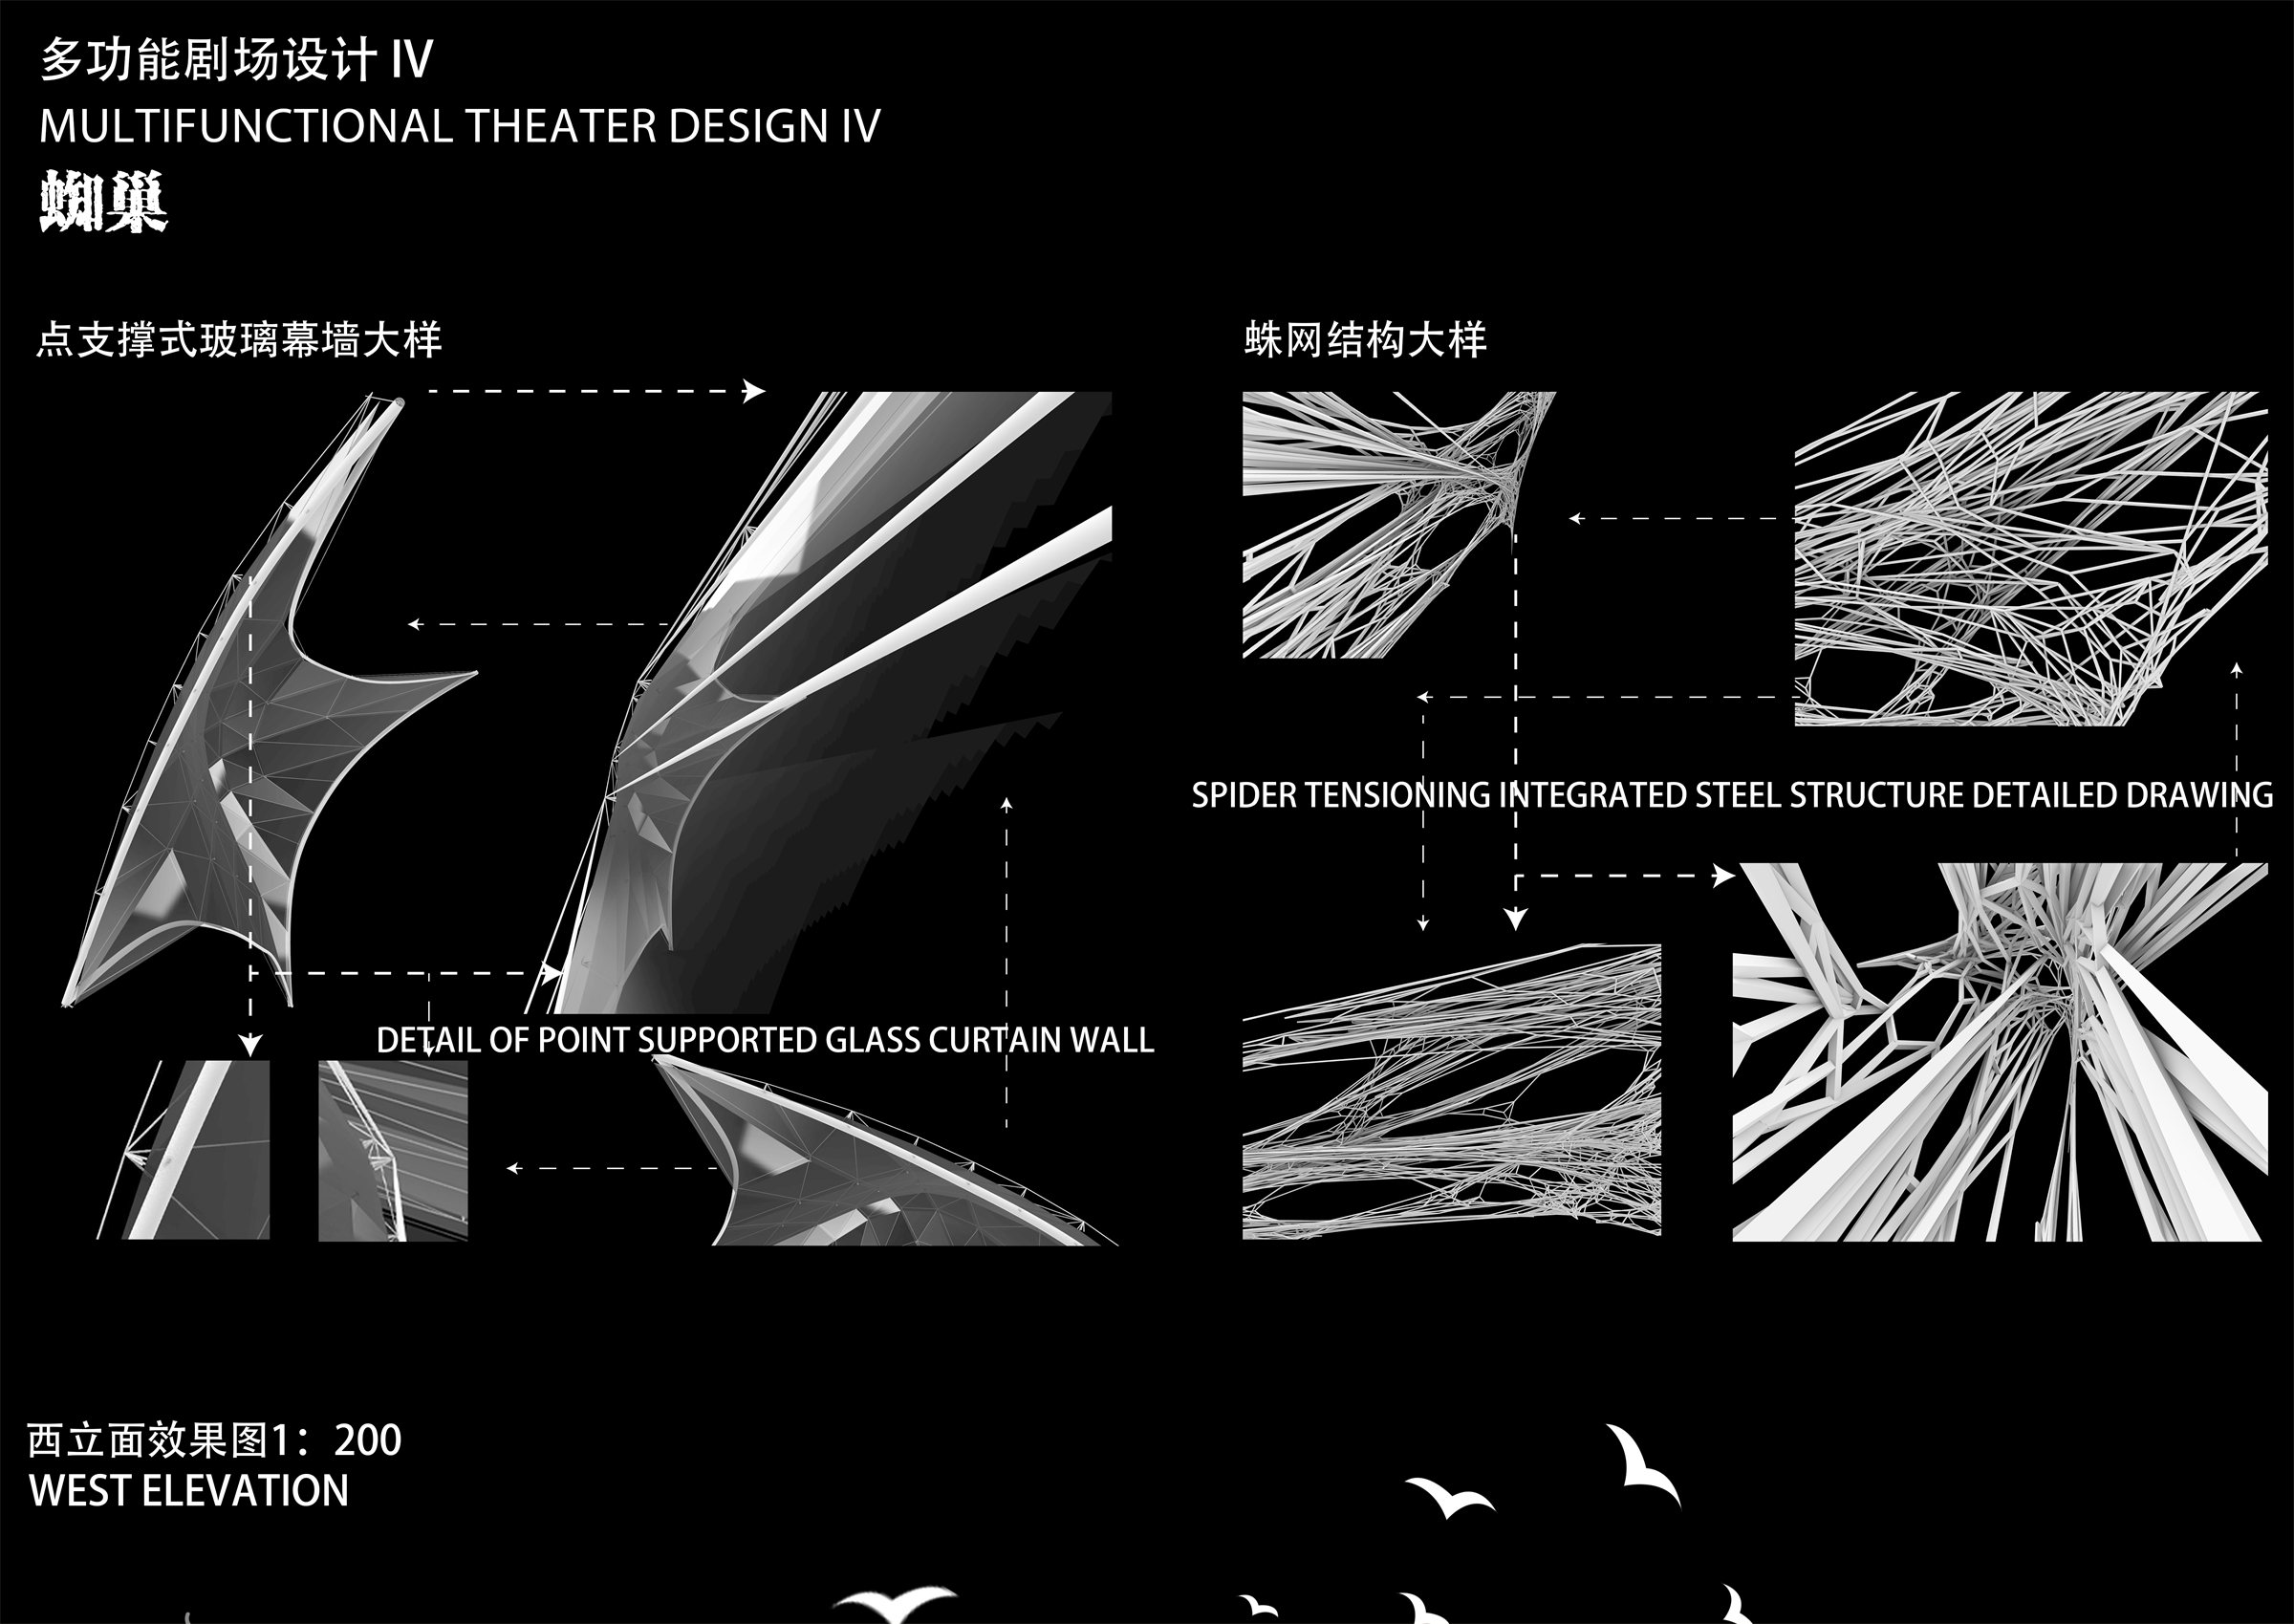 多功能剧场设计 IV
MULTIFUNCTIONAL THEATER DESIGN IV
蜘巢
点支撑式玻璃幕墙大样
蛛网结构大样
SPIDER TENSIONING INTEGRATED STEEL STRUCTURE DETAILED DRAWING
DETAIL OF POINT SUPPORTED GLASS CURTAIN WALL
西立面效果图1：200
WEST ELEVATION